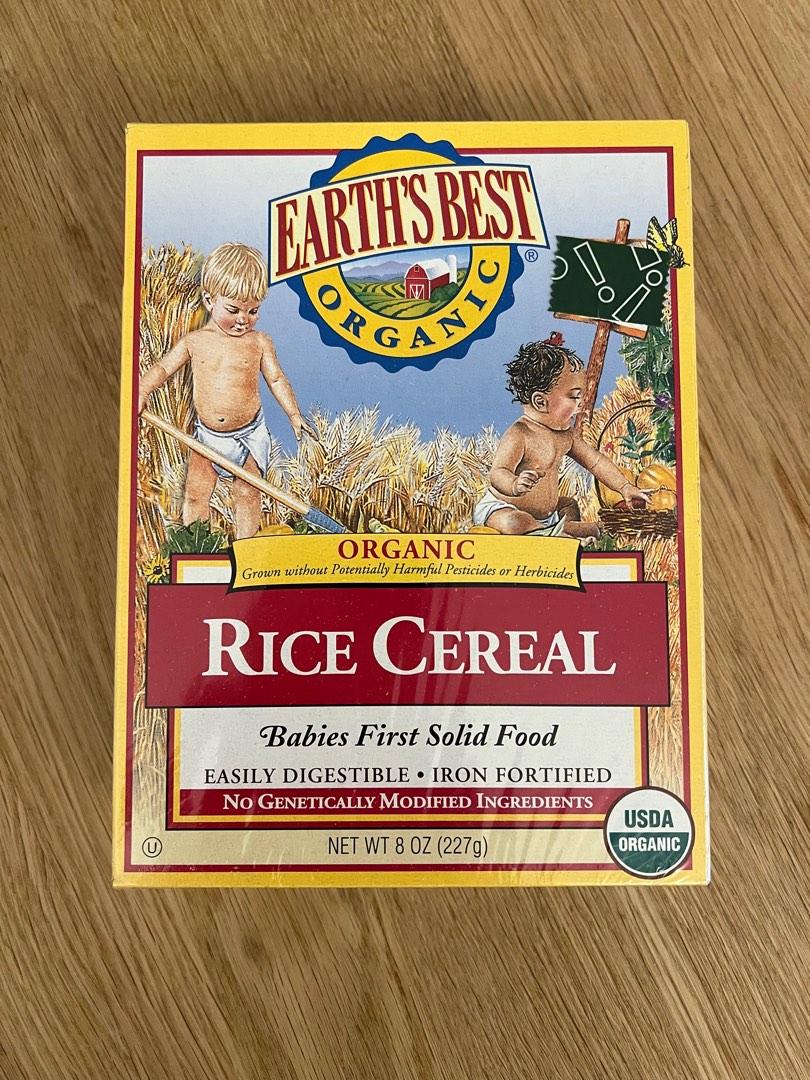 EARTH'S BEST
ORGANIC
®
ORGANIC
Grown without Potentially Harmful Pesticides or Herbicides
RICE CEREAL
Babies First Solid Food
EASILY DIGESTIBLE • IRON FORTIFIED
NO GENETICALLY MODIFIED INGREDIENTS
USDA
ORGANIC
U
NET WT 8 OZ (227g)